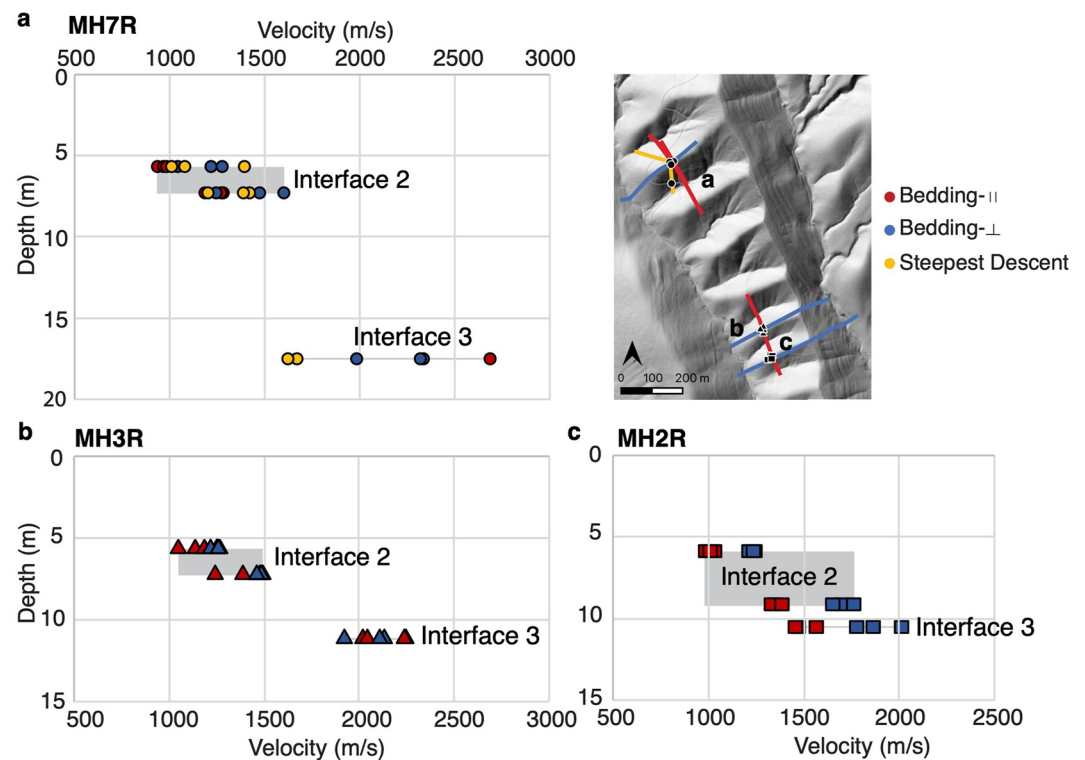 a
MH7R
Velocity (m/s)
500 1000 1500 2000 2500 3000
0
5
10
15
20
Depth (m)
Interface 2
Interface 3
a
b
c
0 100 200 m
Bedding-॥
Bedding-⊥
Steepest Descent
b
MH3R
0
5
10
15
Depth (m)
Interface 2
Interface 3
500 1000 1500 2000 2500 3000
Velocity (m/s)
c
MH2R
0
5
10
15
Interface 2
Interface 3
500 1000 1500 2000 2500
Velocity (m/s)